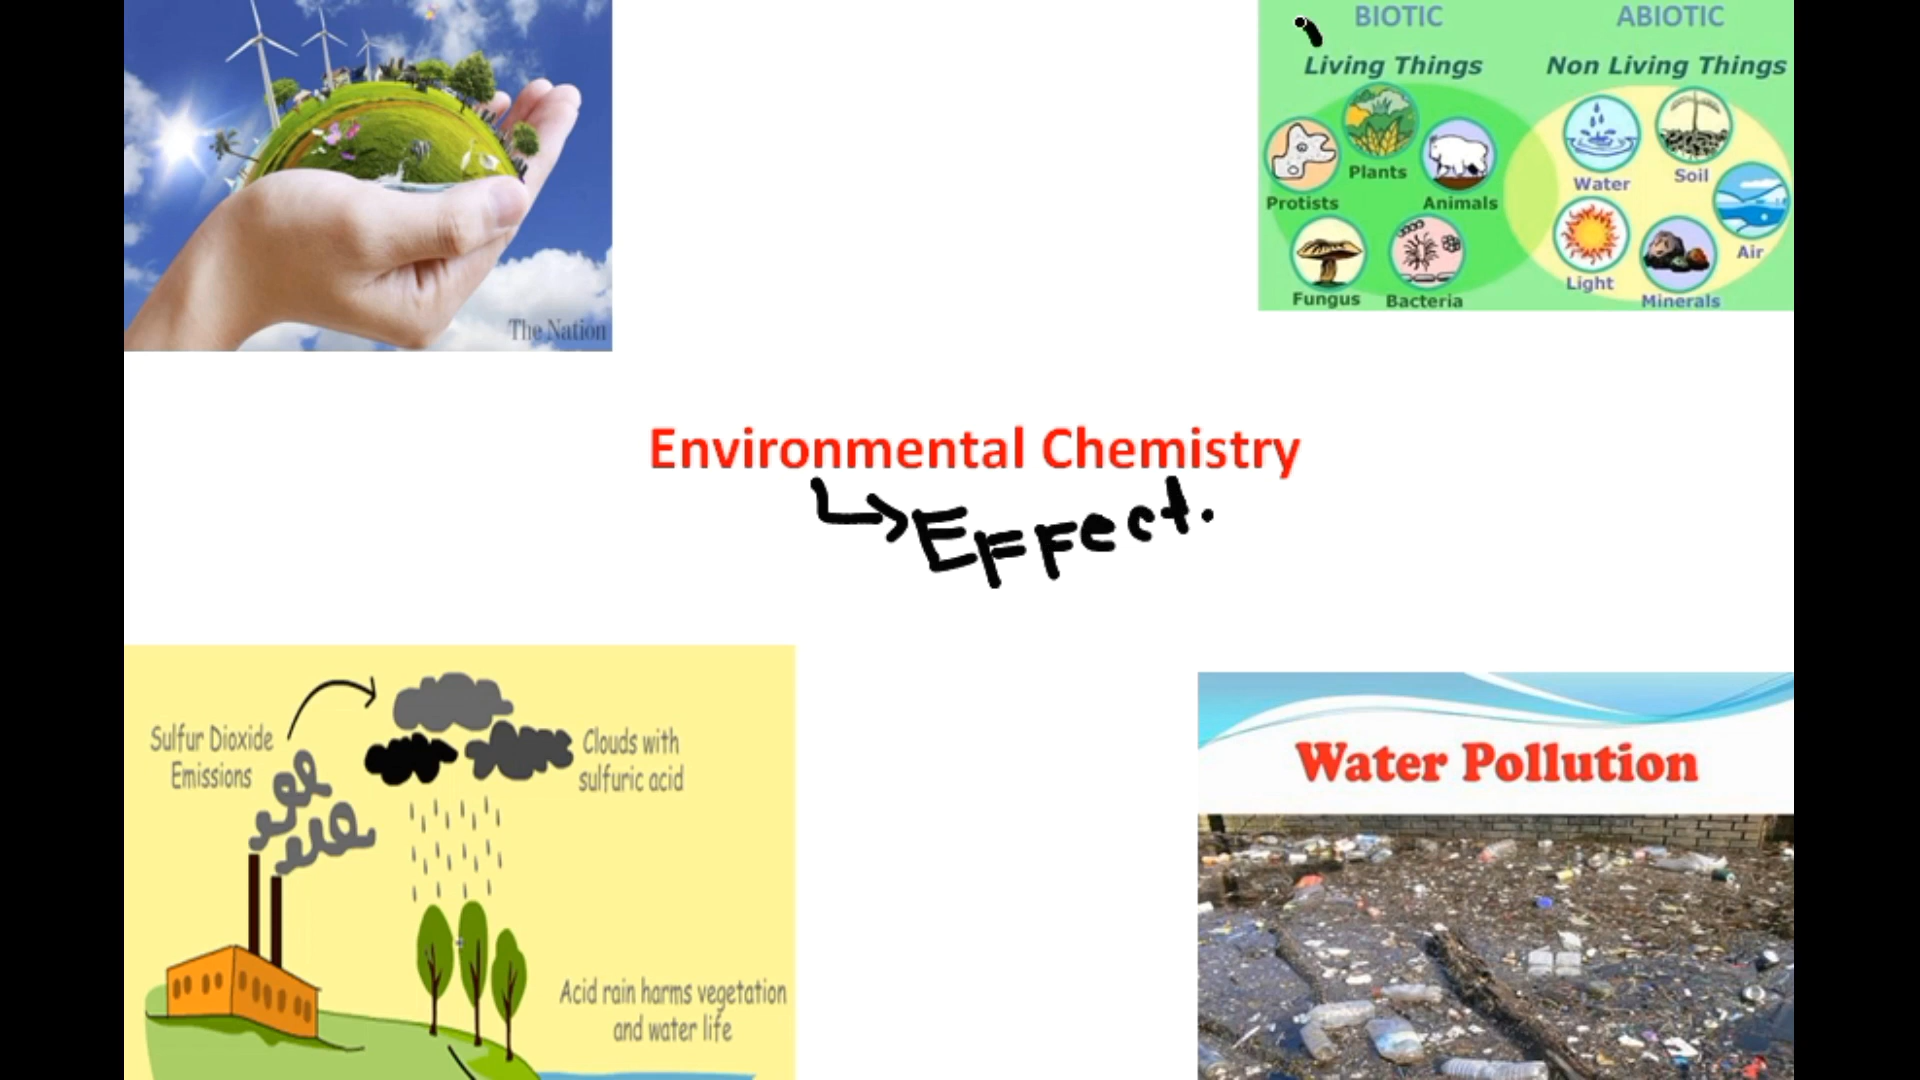 The Nation
BIOTIC
ABIOTIC
Living Things
Non Living Things
Plants
Protists
Animals
Fungus
Bacteria
Water
Soil
Air
Light
Minerals
Environmental Chemistry
Effect.
Sulfur Dioxide
Emissions
Clouds with
sulfuric acid
Acid rain harms vegetation
and water life
Water Pollution